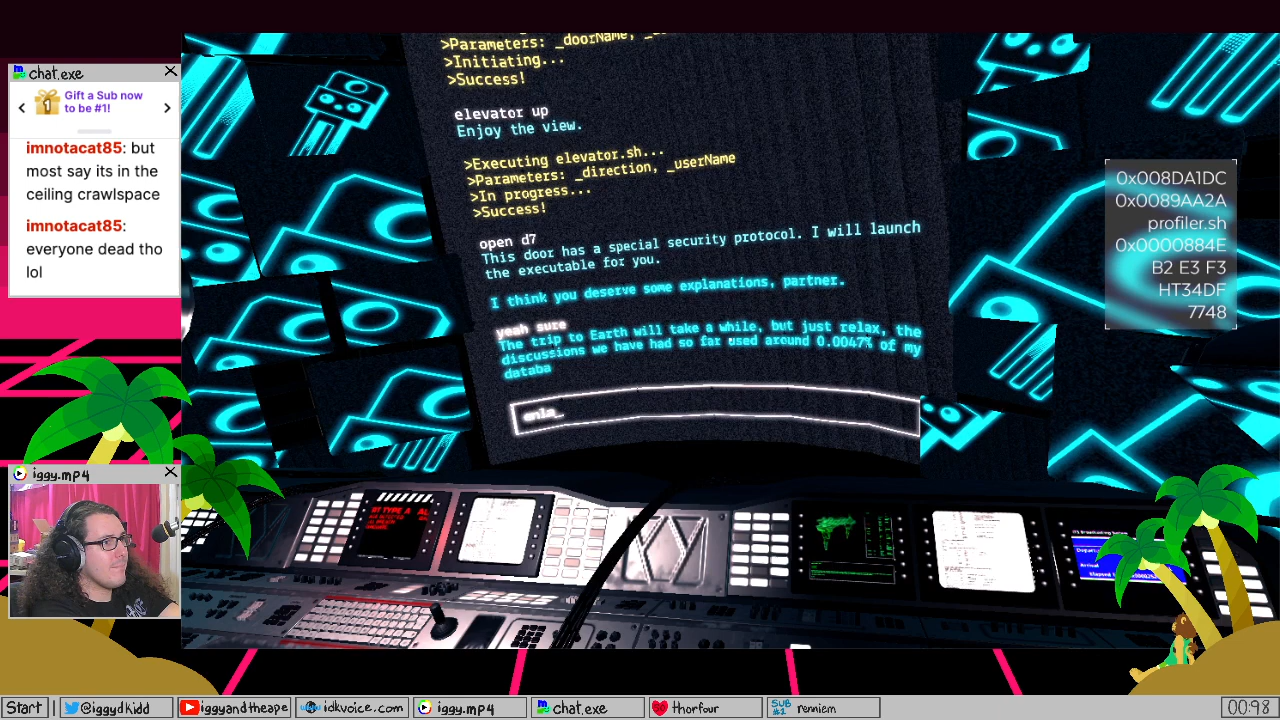 chat.exe
Gift a Sub now
to be #1!
1
imnotacat85: but
most say its in the
ceiling crawlspace
imnotacat85:
everyone dead tho
lol
>Parameters: _doorName,
>Initiating...
>Success!
elevator up
Enjoy the view.
>Executing elevator.sh...
>Parameters: _direction, _userName
>In progress...
>Success!
open d7
This door has a special security protocol. I will launch
the executable for you.
I think you deserve some explanations, partner.
yeah sure
The trip to Earth will take a while, but just relax, the
discussions we have had so far used around 0.0047% of my
databa
0x008DA1DC
0x0089AA2A
profiler.sh
0x0000884E
B2 E3 F3
HT34DF
7748
iggy.mp4
Start
@iggydkidd
iggyandtheape
idkvoice.com
iggy.mp4
chat.exe
thorfour
SUB
#1
renniem
00:98